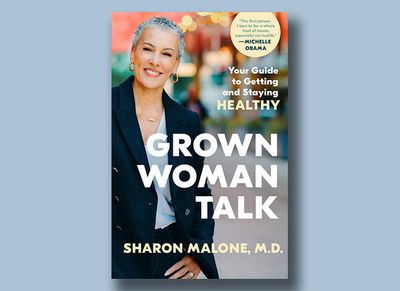 "The first person
I turn to for a whole
host of issues,
especially my health."
—MICHELLE
OBAMA
Your Guide
to Getting
and Staying
HEALTHY
GROWN
WOMAN
TALK
SHARON MALONE, M.D.